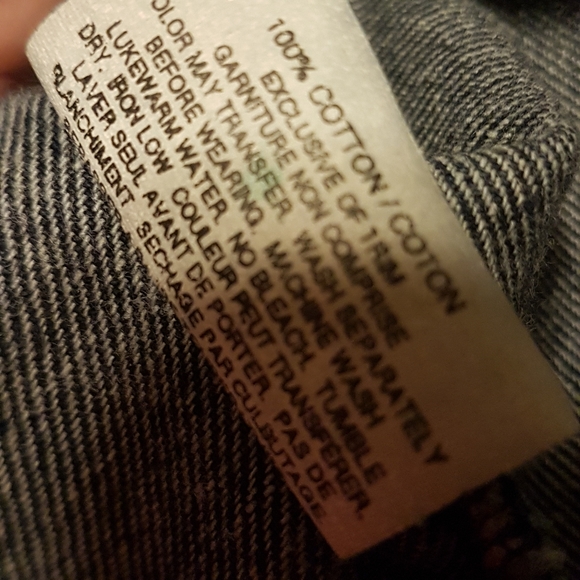 100% COTTON / COTON
EXCLUSIVE OF TRIM
GARNITURE NON COMPRISE
COLOR MAY TRANSFER. WASH SEPARATELY
BEFORE WEARING. MACHINE WASH
LUKEWARM WATER. NO BLEACH. TUMBLE
DRY. IRON LOW COULEUR PEUT TRANSFERER.
LAVER SEUL AVANT DE PORTER. PAS DE
BLANCHIMENT SECHAGE PAR CULBUTAGE